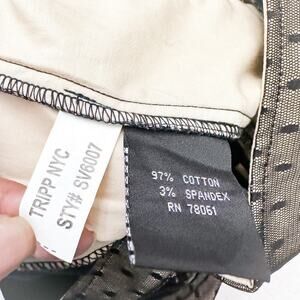 TRIPP NYC
STY# SV6007
97% COTTON
3% SPANDEX
RN 78061